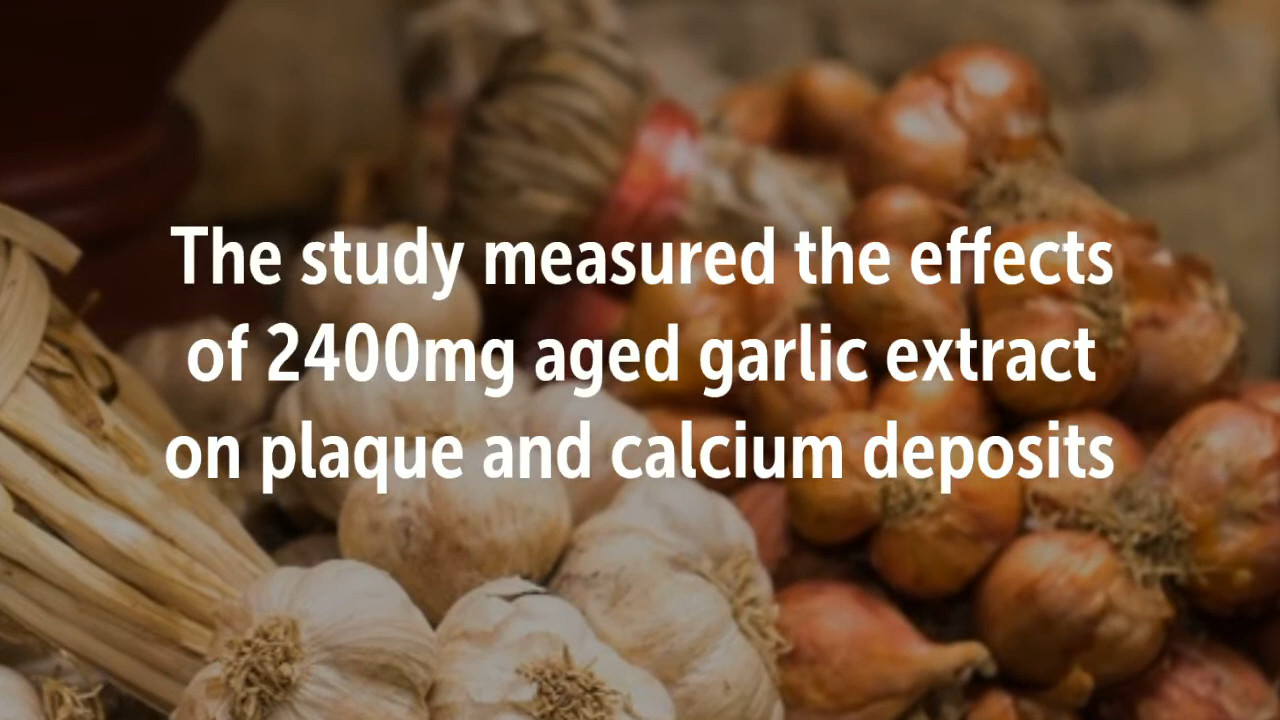 The study measured the effects
of 2400mg aged garlic extract
on plaque and calcium deposits